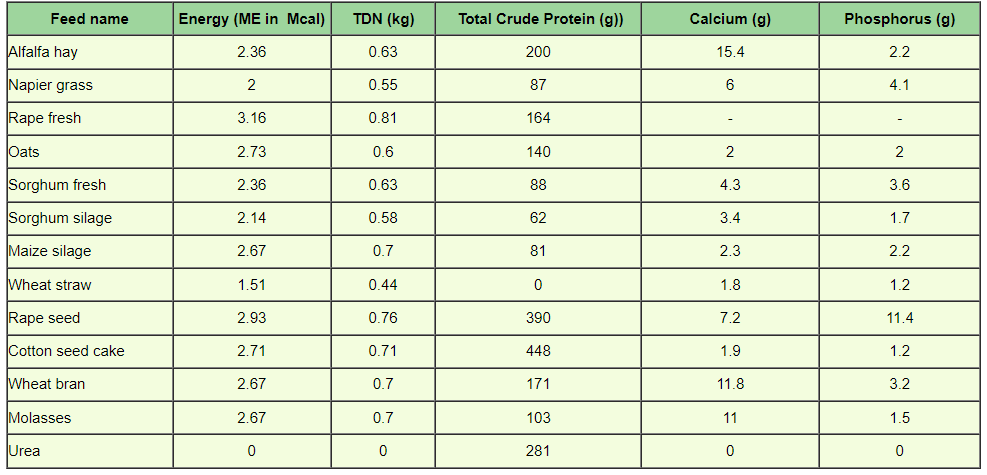 Feed name Energy (ME in Mcal) TDN (kg) Total Crude Protein (g)) Calcium (g) Phosphorus (g)
Alfalfa hay 2.36 0.63 200 15.4 2.2
Napier grass 2 0.55 87 6 4.1
Rape fresh 3.16 0.81 164 - -
Oats 2.73 0.6 140 2 2
Sorghum fresh 2.36 0.63 88 4.3 3.6
Sorghum silage 2.14 0.58 62 3.4 1.7
Maize silage 2.67 0.7 81 2.3 2.2
Wheat straw 1.51 0.44 0 1.8 1.2
Rape seed 2.93 0.76 390 7.2 11.4
Cotton seed cake 2.71 0.71 448 1.9 1.2
Wheat bran 2.67 0.7 171 11.8 3.2
Molasses 2.67 0.7 103 11 1.5
Urea 0 0 281 0 0